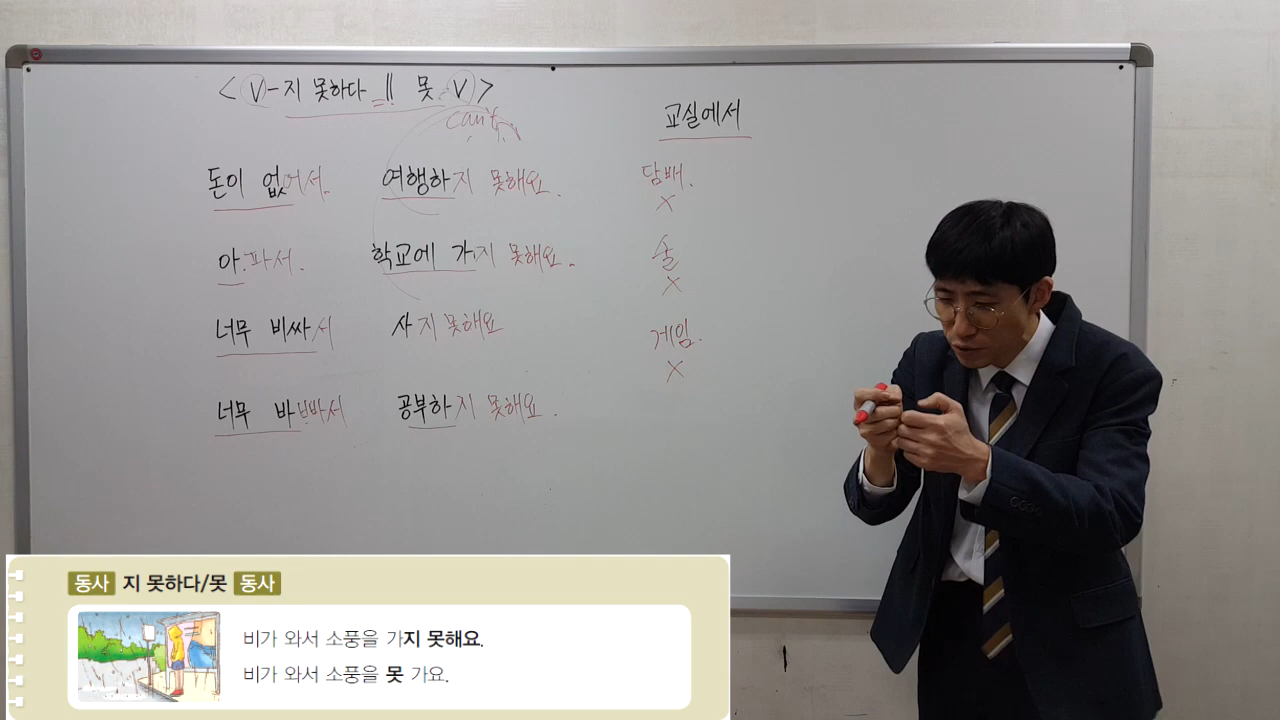 < V-지 못하다 = 못 V >
can't
돈이 없어서. 여행하지 못해요.
아.파서. 학교에 가지 못해요.
너무 비싸서 사지 못해요
너무 바빠서 공부하지 못해요.
교실에서
담배.
X
술
X
게임.
X
동사 지 못하다/못 동사
비가 와서 소풍을 가지 못해요.
비가 와서 소풍을 못 가요.